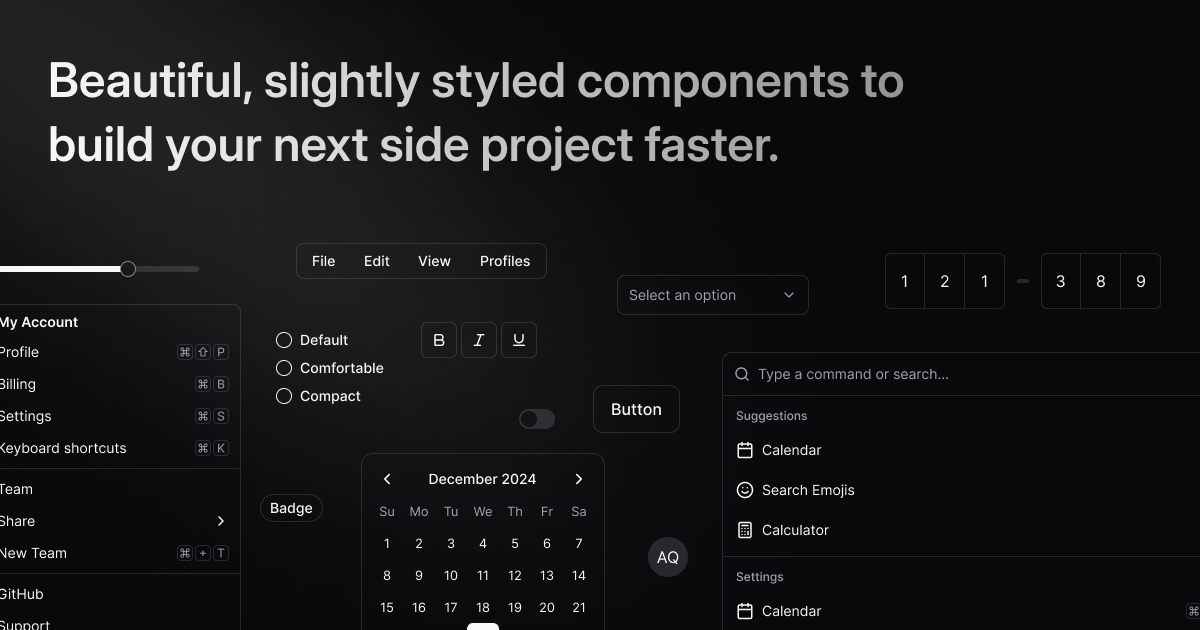 Beautiful, slightly styled components to
build your next side project faster.
File Edit View Profiles
Select an option
1 2 1 - 3 8 9
My Account
Profile ⌘ ⇧ P
Billing ⌘ B
Settings ⌘ S
Keyboard shortcuts ⌘ K
Team
Share
New Team ⌘ + T
GitHub
Support
Default
Comfortable
Compact
B I U
Button
Badge
December 2024
Su Mo Tu We Th Fr Sa
1 2 3 4 5 6 7
8 9 10 11 12 13 14
15 16 17 18 19 20 21
AQ
Type a command or search...
Suggestions
Calendar
Search Emojis
Calculator
Settings
Calendar ⌘